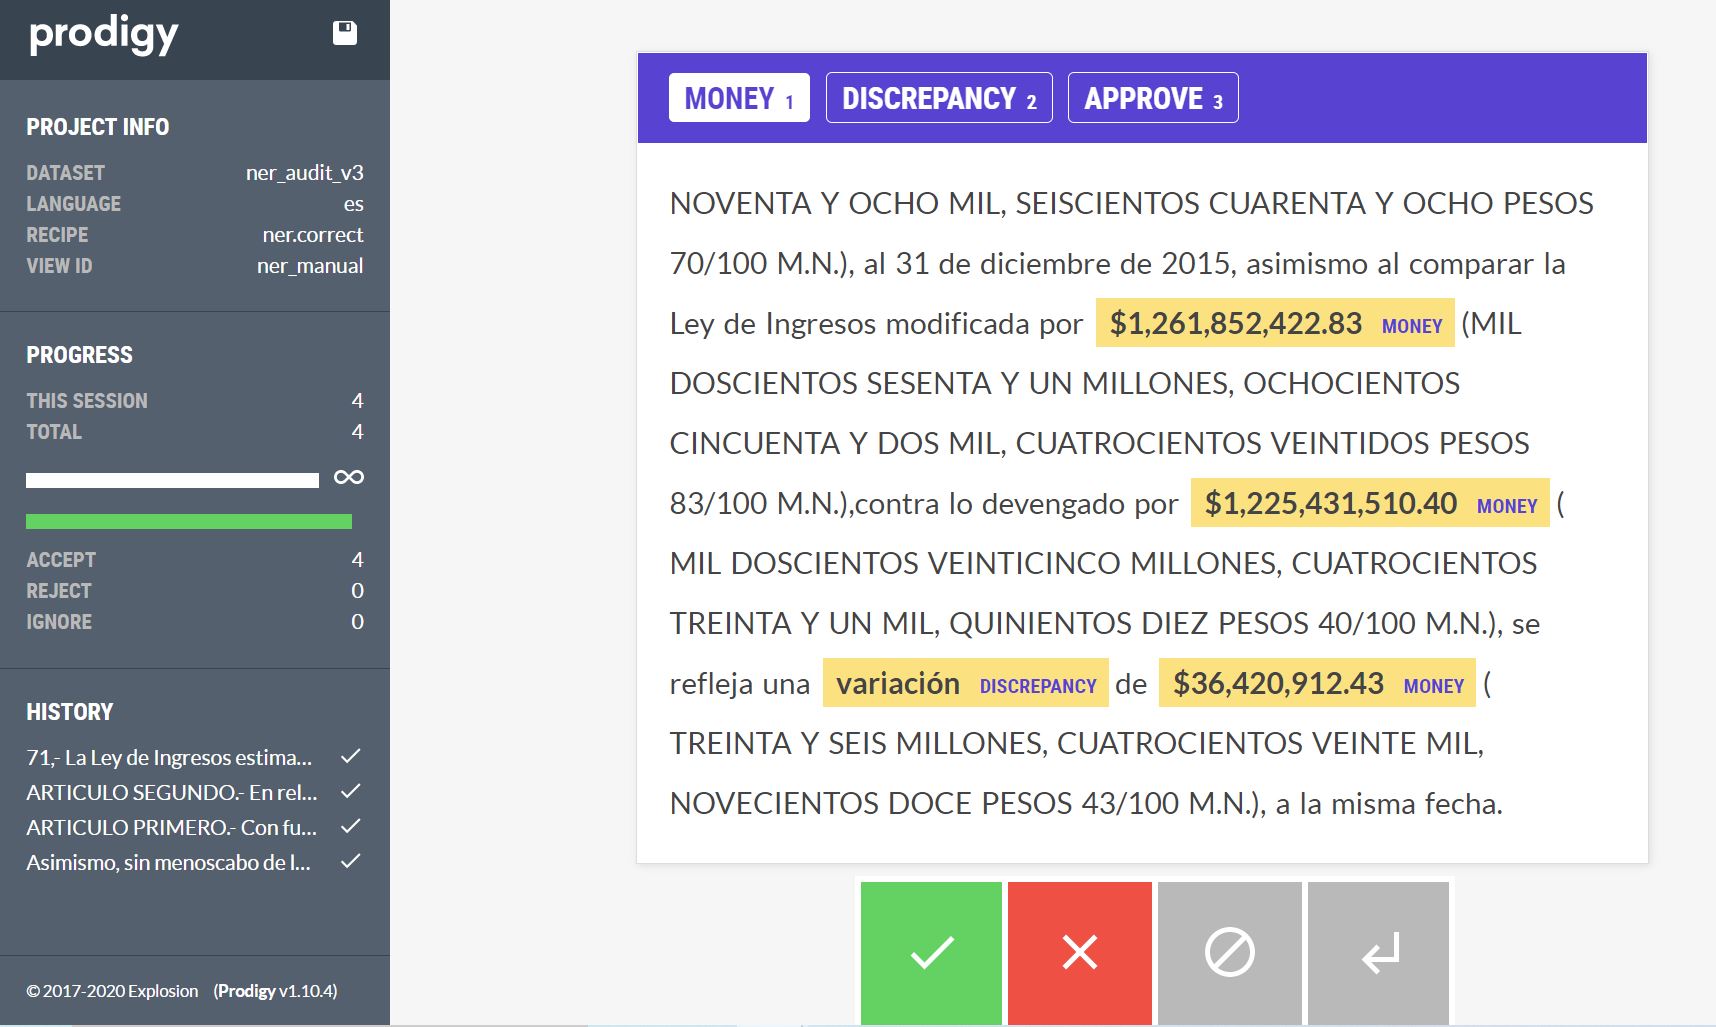 prodigy
PROJECT INFO
DATASET ner_audit_v3
LANGUAGE es
RECIPE ner.correct
VIEW ID ner_manual
PROGRESS
THIS SESSION 4
TOTAL 4
∞
ACCEPT 4
REJECT 0
IGNORE 0
HISTORY
71,- La Ley de Ingresos estima...
ARTICULO SEGUNDO.- En rel...
ARTICULO PRIMERO.- Con fu...
Asimismo, sin menoscabo de l...
© 2017-2020 Explosion (Prodigy v1.10.4)
MONEY 1 DISCREPANCY 2 APPROVE 3
NOVENTA Y OCHO MIL, SEISCIENTOS CUARENTA Y OCHO PESOS
70/100 M.N.), al 31 de diciembre de 2015, asimismo al comparar la
Ley de Ingresos modificada por $1,261,852,422.83 MONEY (MIL
DOSCIENTOS SESENTA Y UN MILLONES, OCHOCIENTOS
CINCUENTA Y DOS MIL, CUATROCIENTOS VEINTIDOS PESOS
83/100 M.N.),contra lo devengado por $1,225,431,510.40 MONEY (
MIL DOSCIENTOS VEINTICINCO MILLONES, CUATROCIENTOS
TREINTA Y UN MIL, QUINIENTOS DIEZ PESOS 40/100 M.N.), se
refleja una variación DISCREPANCY de $36,420,912.43 MONEY (
TREINTA Y SEIS MILLONES, CUATROCIENTOS VEINTE MIL,
NOVECIENTOS DOCE PESOS 43/100 M.N.), a la misma fecha.